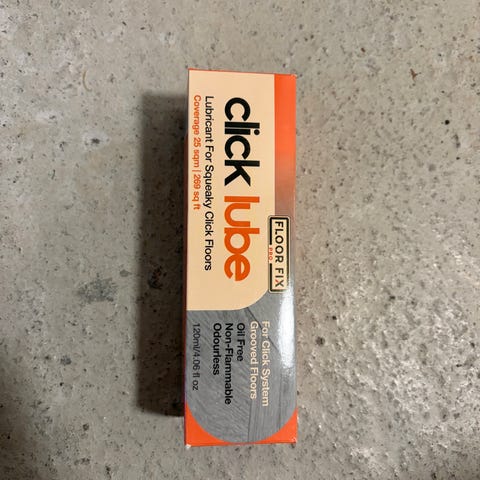 click lube
Lubricant For Squeaky Click Floors
Coverage 25 sqm | 269 sq ft
FLOOR FIX
PRO
For Click System
Grooved Floors
Oil Free
Non-Flammable
Odourless
120ml/4.06 fl oz